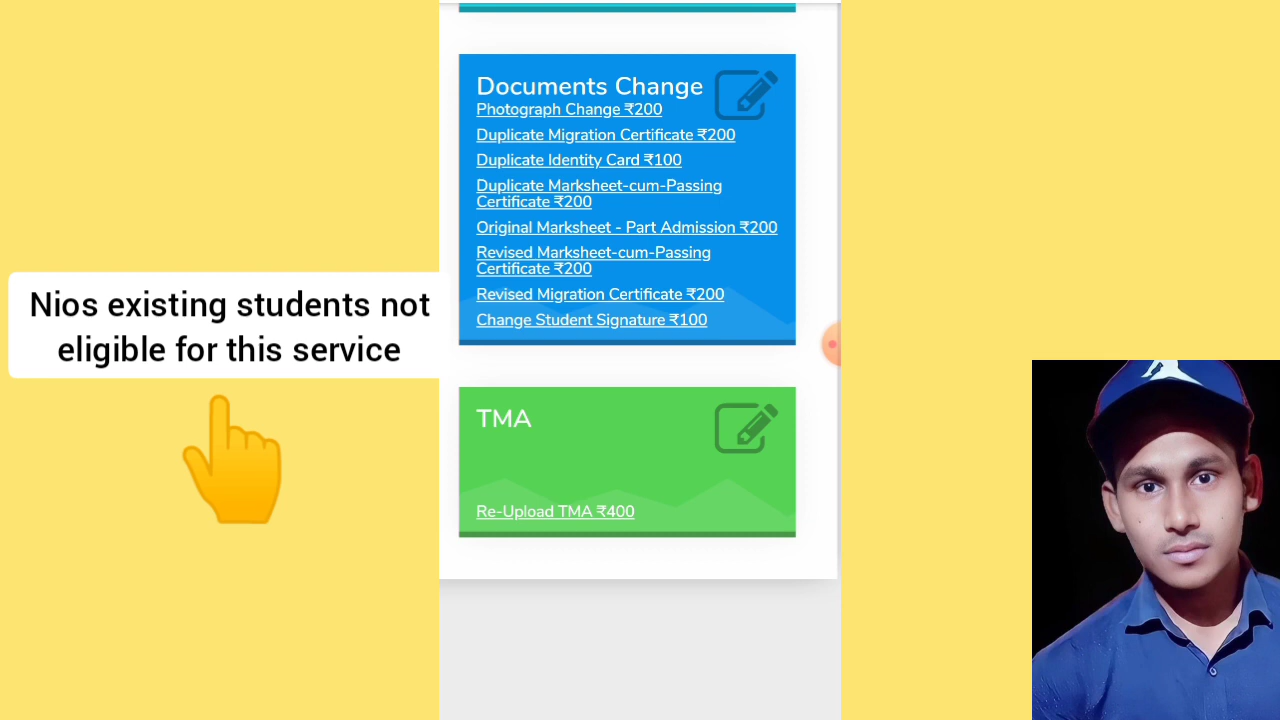 Documents Change
Photograph Change ₹200
Duplicate Migration Certificate ₹200
Duplicate Identity Card ₹100
Duplicate Marksheet-cum-Passing
Certificate ₹200
Original Marksheet - Part Admission ₹200
Revised Marksheet-cum-Passing
Certificate ₹200
Revised Migration Certificate ₹200
Change Student Signature ₹100
Nios existing students not
eligible for this service
TMA
Re-Upload TMA ₹400